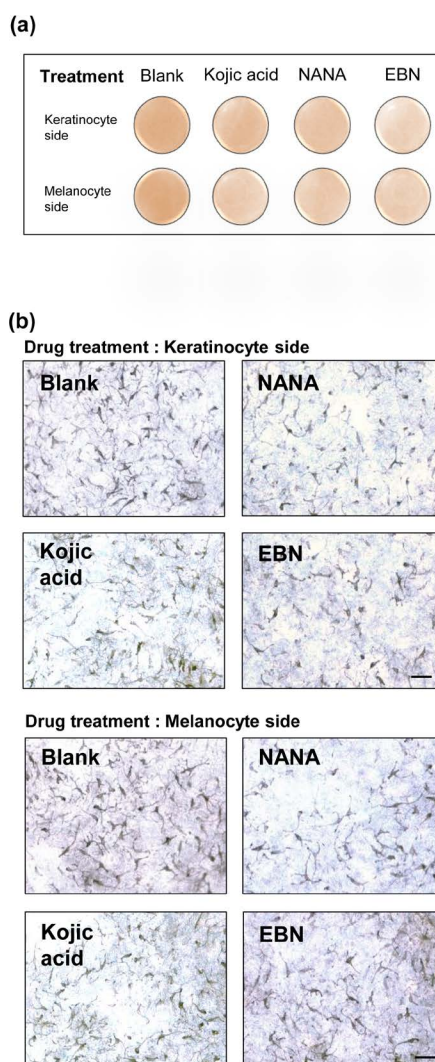 (a)
Treatment Blank Kojic acid NANA EBN
Keratinocyte
side
Melanocyte
side
(b)
Drug treatment : Keratinocyte side
Blank
NANA
Kojic
acid
EBN
Drug treatment : Melanocyte side
Blank
NANA
Kojic
acid
EBN